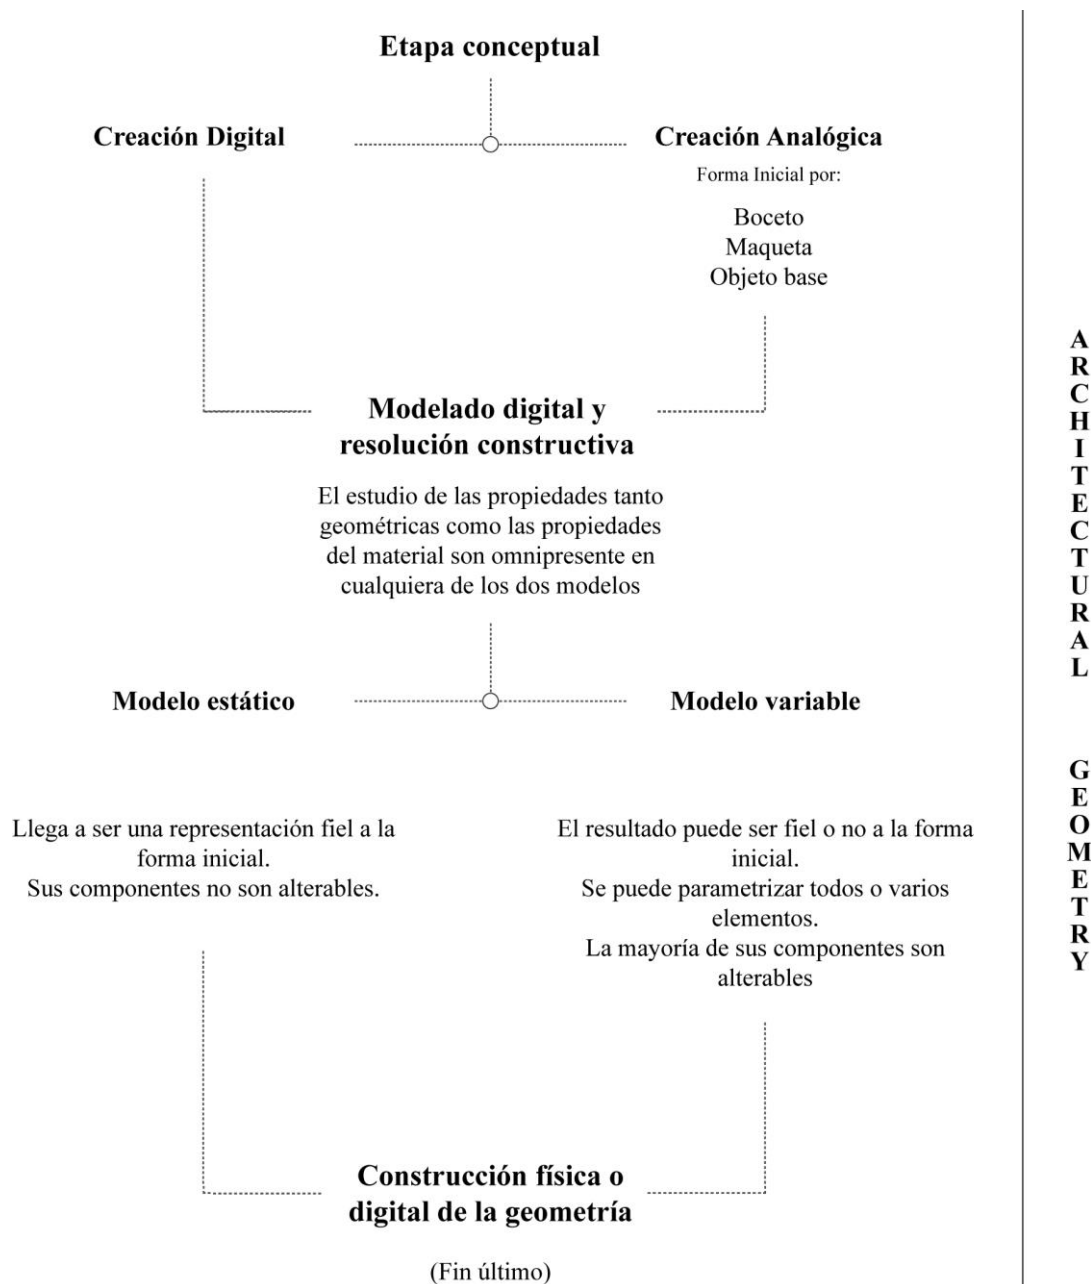 Etapa conceptual
Creación Digital
Creación Analógica
Forma Inicial por:
Boceto
Maqueta
Objeto base
Modelado digital y
resolución constructiva
El estudio de las propiedades tanto
geométricas como las propiedades
del material son omnipresente en
cualquiera de los dos modelos
Modelo estático
Modelo variable
Llega a ser una representación fiel a la
forma inicial.
Sus componentes no son alterables.
El resultado puede ser fiel o no a la forma
inicial.
Se puede parametrizar todos o varios
elementos.
La mayoría de sus componentes son
alterables
Construcción física o
digital de la geometría
(Fin último)
ARCHITECTURAL GEOMETRY